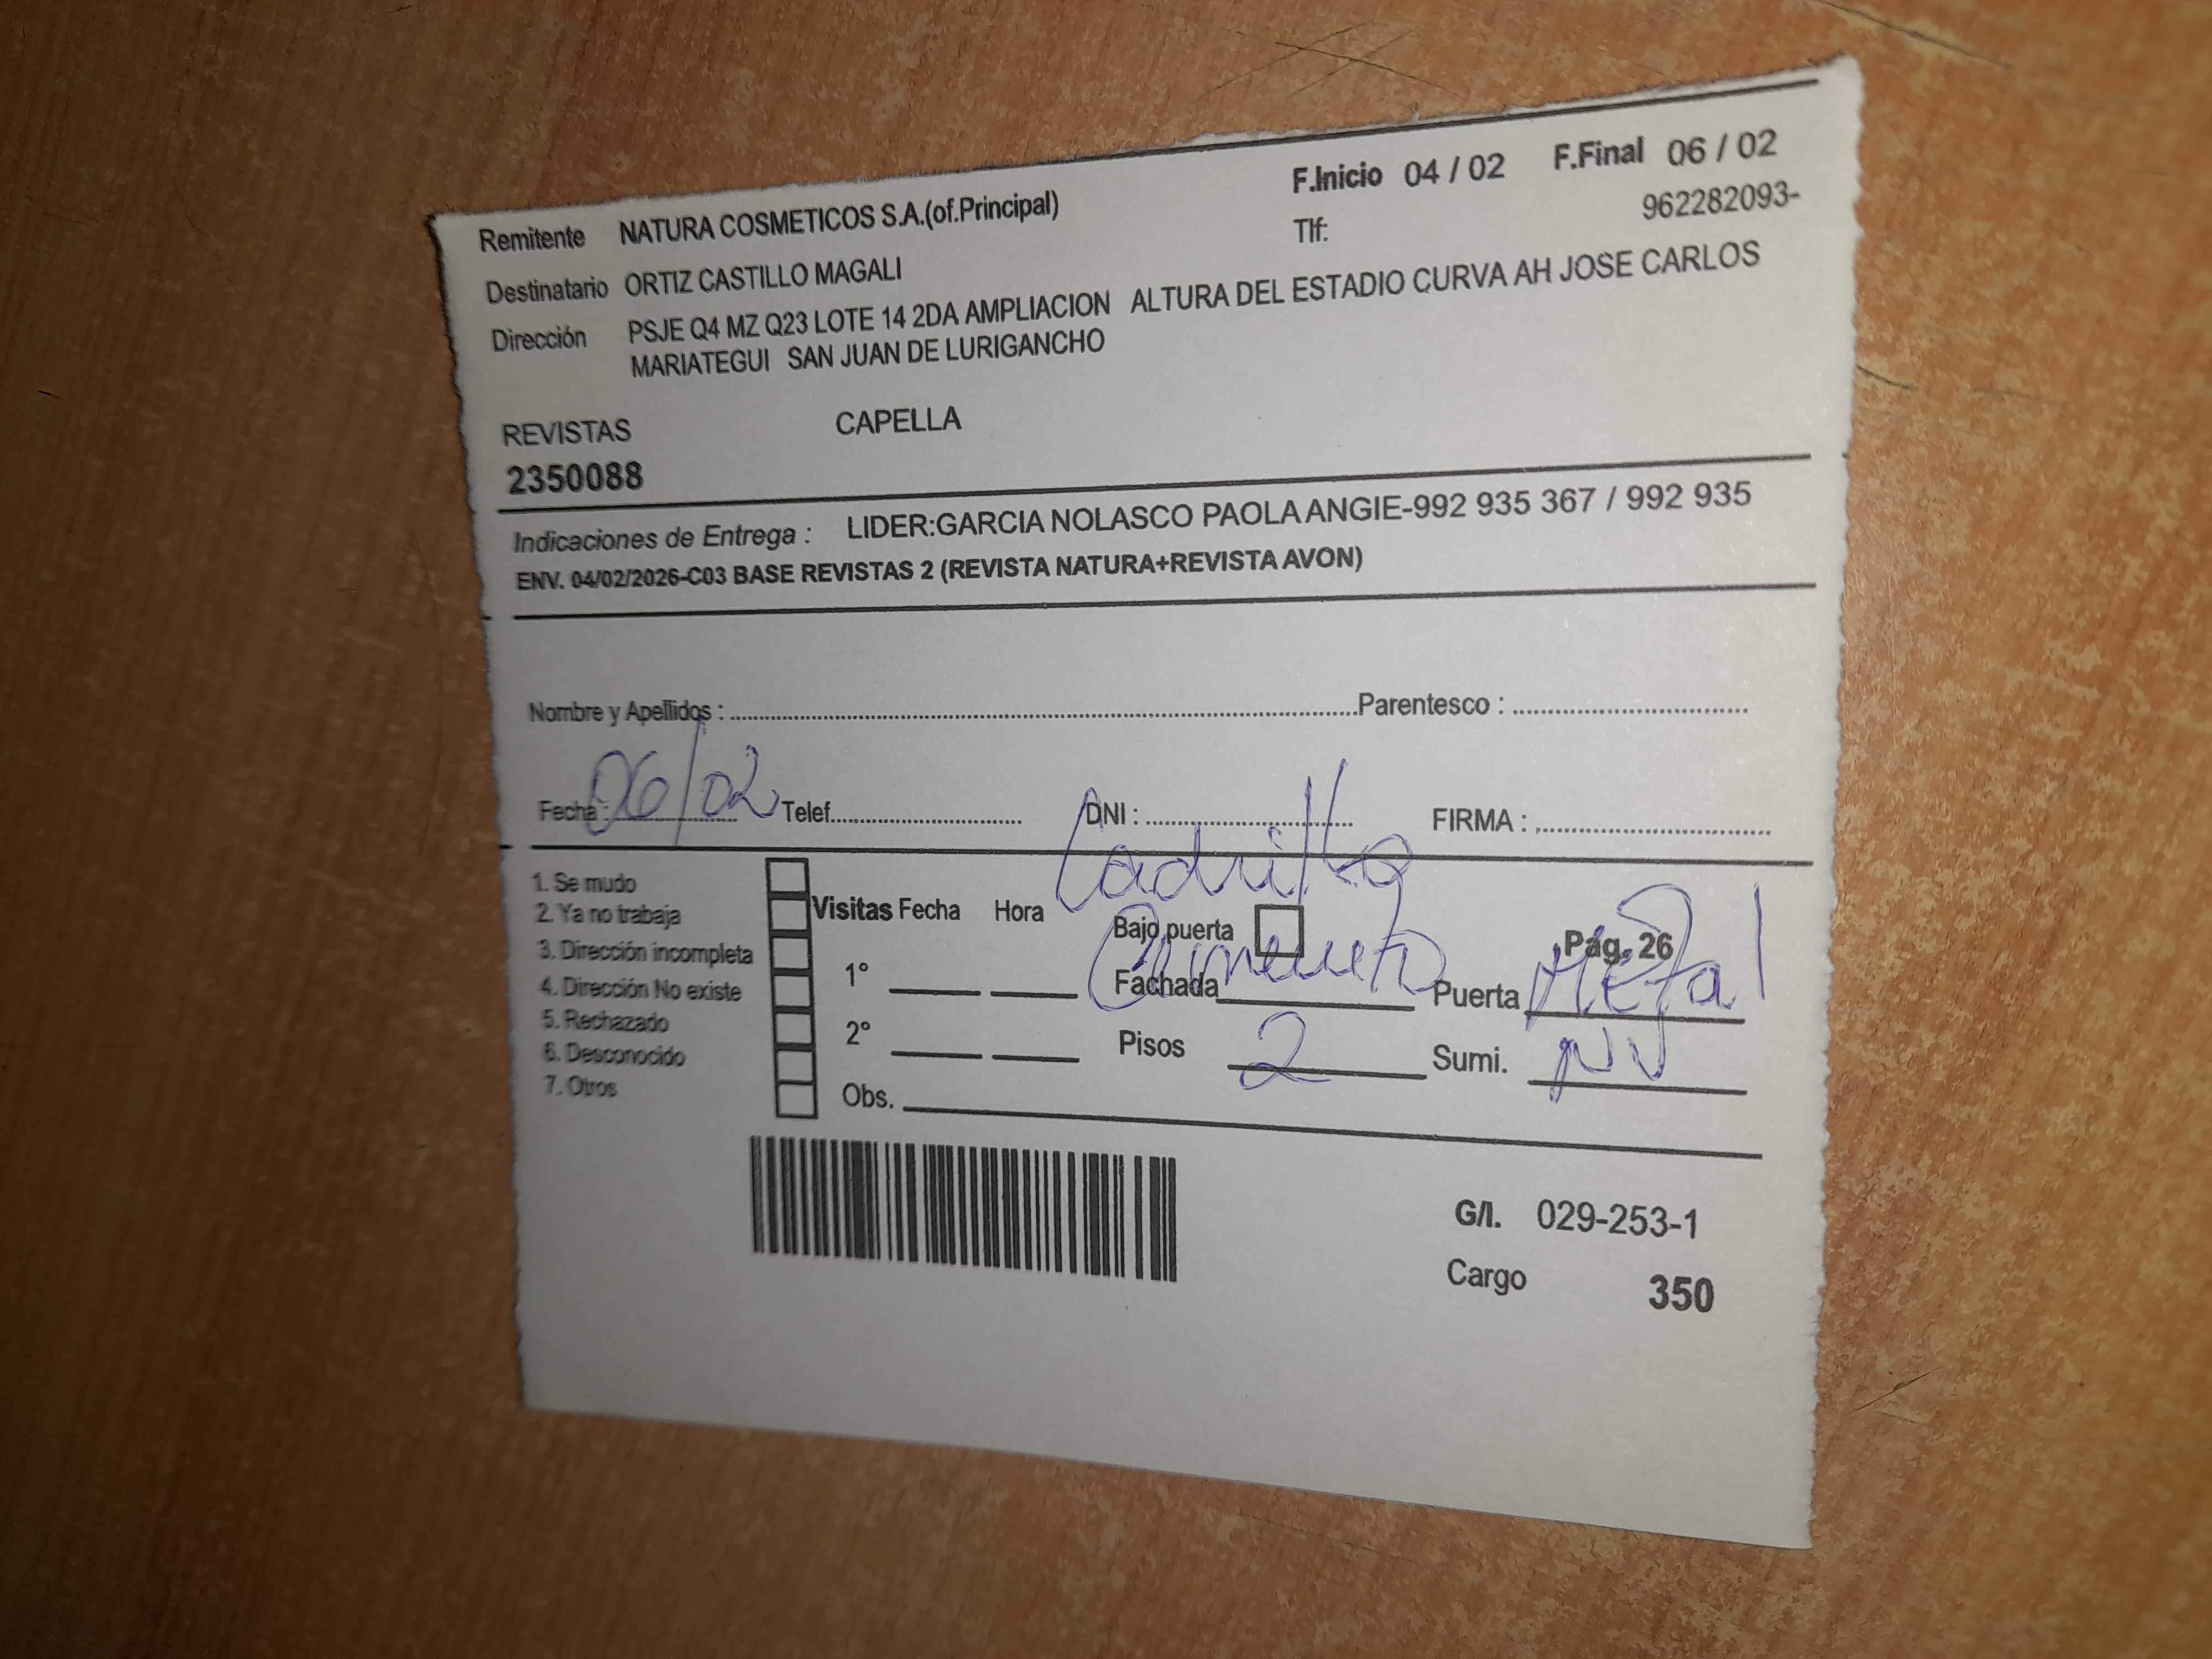 Remitente NATURA COSMETICOS S.A.(of.Principal) F.Inicio 04 / 02 F.Final 06 / 02
Tlf: 962282093-
Destinatario ORTIZ CASTILLO MAGALI
Dirección PSJE Q4 MZ Q23 LOTE 14 2DA AMPLIACION ALTURA DEL ESTADIO CURVA AH JOSE CARLOS
MARIATEGUI SAN JUAN DE LURIGANCHO
REVISTAS CAPELLA
2350088
Indicaciones de Entrega : LIDER:GARCIA NOLASCO PAOLA ANGIE-992 935 367 / 992 935
ENV. 04/02/2026-C03 BASE REVISTAS 2 (REVISTA NATURA+REVISTA AVON)
Nombre y Apellidos : Parentesco :
Fecha : 06/02 Telef. DNI : FIRMA :
Ladrillo
1. Se mudo
2. Ya no trabaja
3. Dirección incompleta
4. Dirección No existe
5. Rechazado
6. Desconocido
7. Otros
Visitas Fecha Hora
1°
2°
Obs.
Bajo puerta Pág. 26
Fachada Puerta Metal
Pisos 2 Sumi. NV
G/I. 029-253-1
Cargo 350